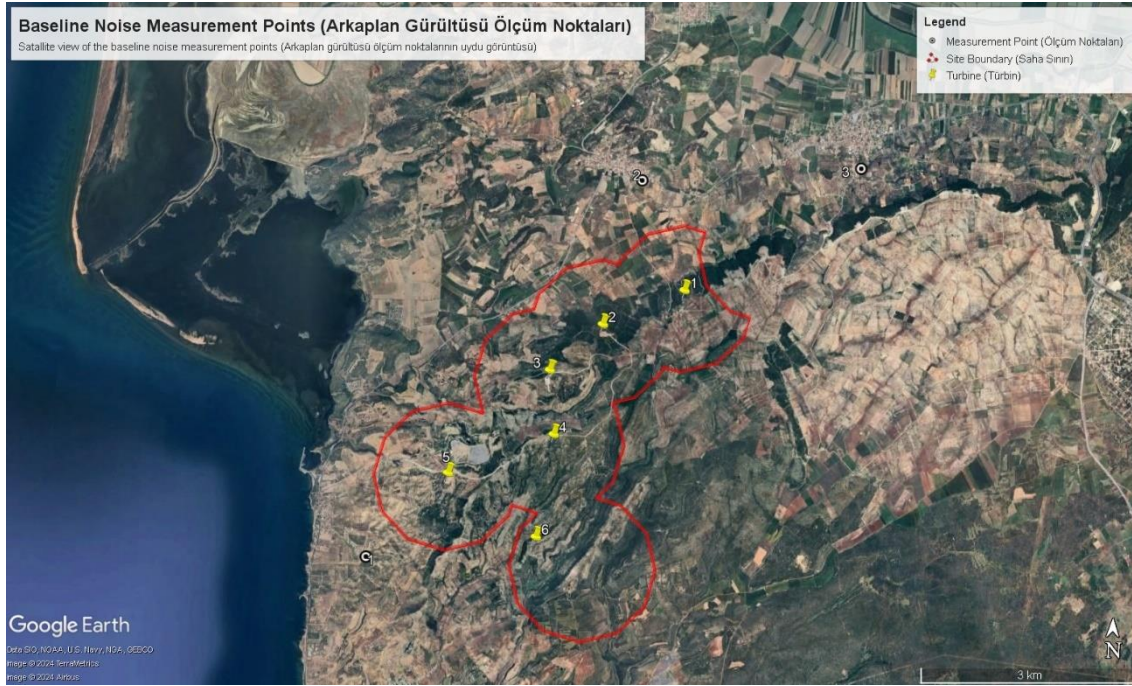 Baseline Noise Measurement Points (Arkaplan Gürültüsü Ölçüm Noktaları)
Satallite view of the baseline noise measurement points (Arkaplan gürültüsü ölçüm noktalarının uydu görüntüsü)
Legend
Measurement Point (Ölçüm Noktaları)
Site Boundary (Saha Sınırı)
Turbine (Türbin)
3
2
1
2
3
4
5
6
1
Google Earth
Data SIO, NOAA, U.S. Navy, NGA, GEBCO
Image © 2024 TerraMetrics
Image © 2024 Airbus
N
3 km